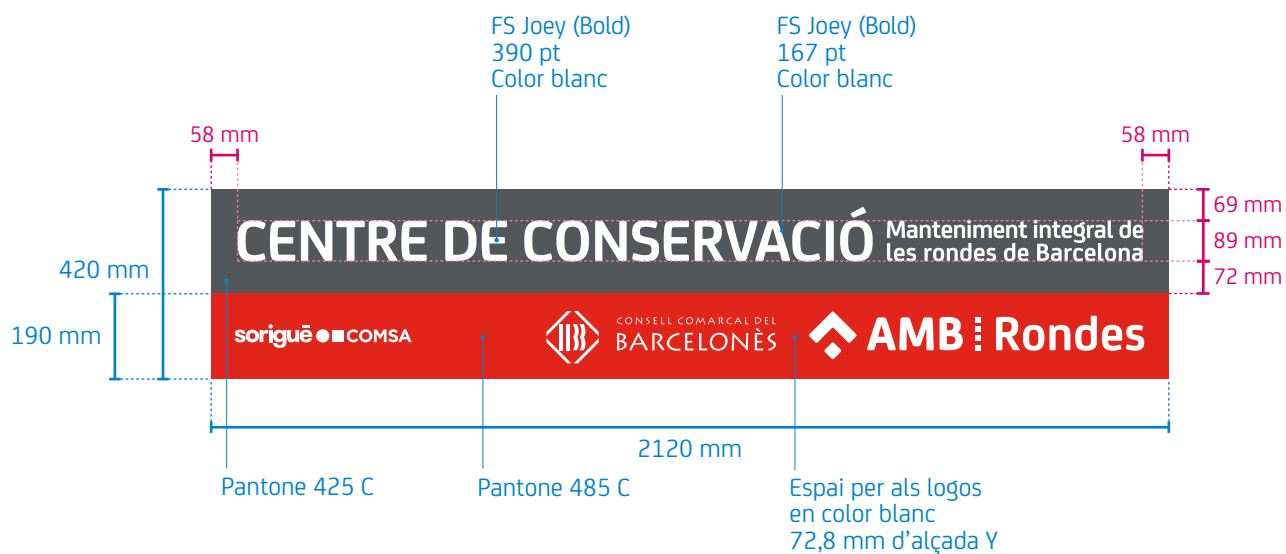 FS Joey (Bold)
390 pt
Color blanc
FS Joey (Bold)
167 pt
Color blanc
58 mm
58 mm
69 mm
89 mm
72 mm
420 mm
190 mm
CENTRE DE CONSERVACIÓ
Manteniment integral de
les rondes de Barcelona
sorigué COMSA
CONSELL COMARCAL DEL
BARCELONÈS
AMB Rondes
2120 mm
Pantone 425 C
Pantone 485 C
Espai per als logos
en color blanc
72,8 mm d’alçada Y